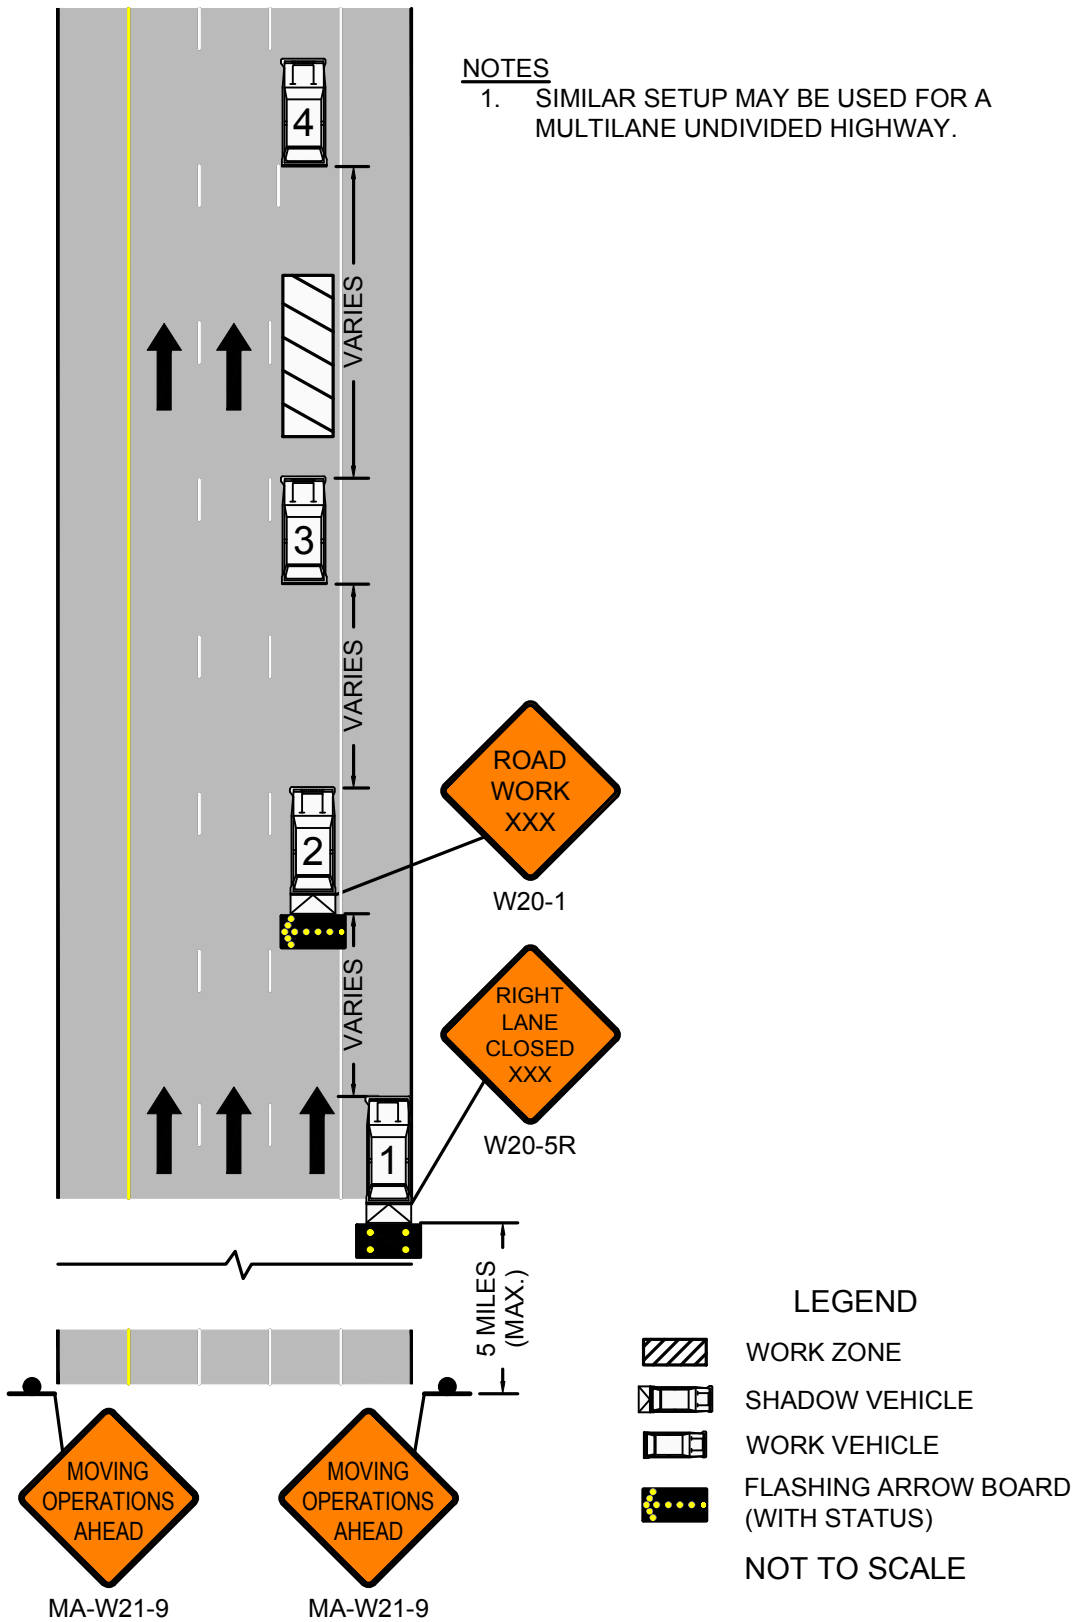 NOTES
1. SIMILAR SETUP MAY BE USED FOR A
MULTILANE UNDIVIDED HIGHWAY.
4
VARIES
3
VARIES
ROAD
WORK
XXX
W20-1
2
VARIES
RIGHT
LANE
CLOSED
XXX
W20-5R
1
5 MILES
(MAX.)
MOVING
OPERATIONS
AHEAD
MA-W21-9
MOVING
OPERATIONS
AHEAD
MA-W21-9
LEGEND
WORK ZONE
SHADOW VEHICLE
WORK VEHICLE
FLASHING ARROW BOARD
(WITH STATUS)
NOT TO SCALE